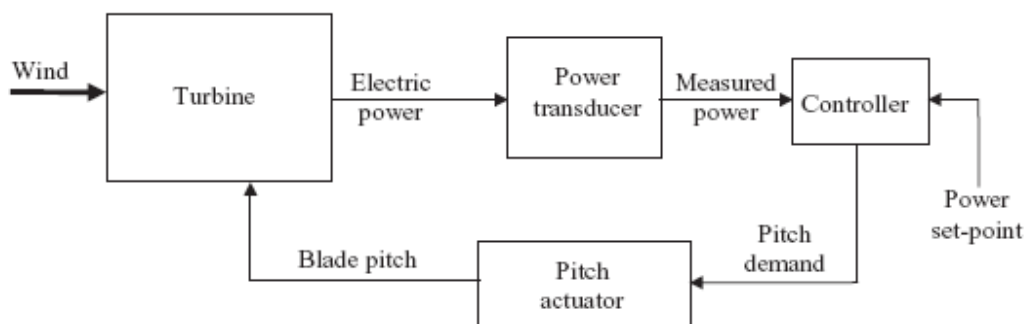 Wind
Turbine
Electric
power
Power
transducer
Measured
power
Controller
Power
set-point
Pitch
demand
Pitch
actuator
Blade pitch